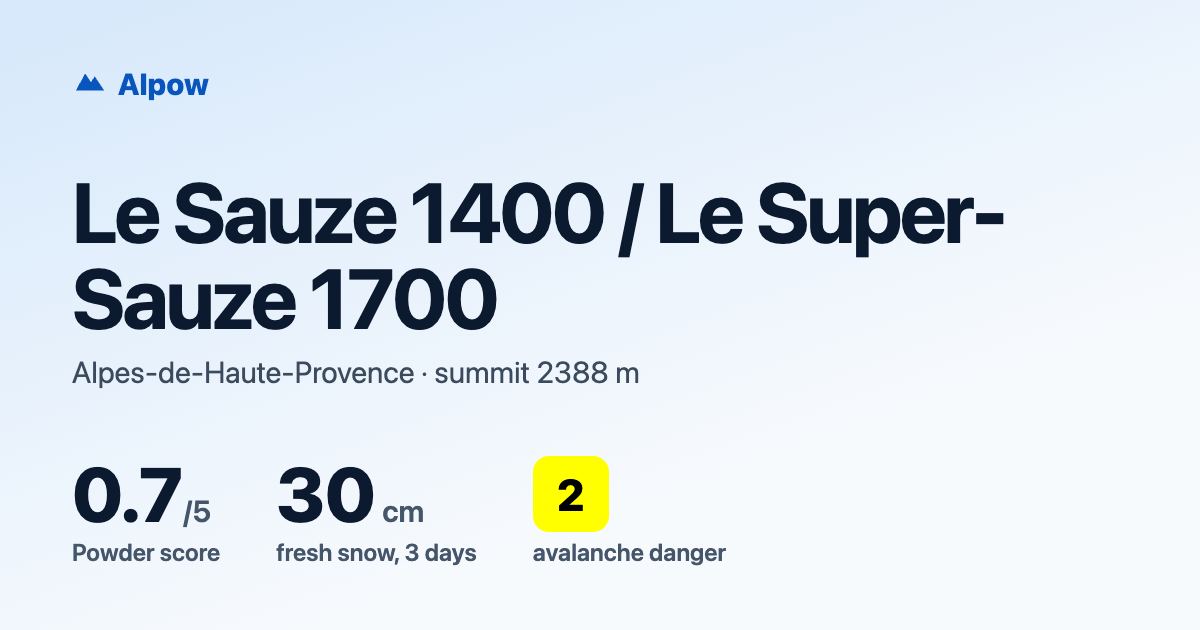 Alpow
Le Sauze 1400 / Le Super-
Sauze 1700
Alpes-de-Haute-Provence · summit 2388 m
0.7/5 30 cm 2
Powder score fresh snow, 3 days avalanche danger